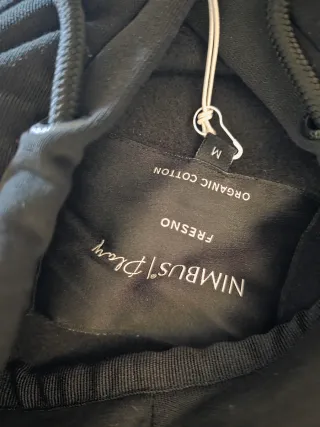 NIMBUS® | Play
FRESNO
ORGANIC COTTON
M